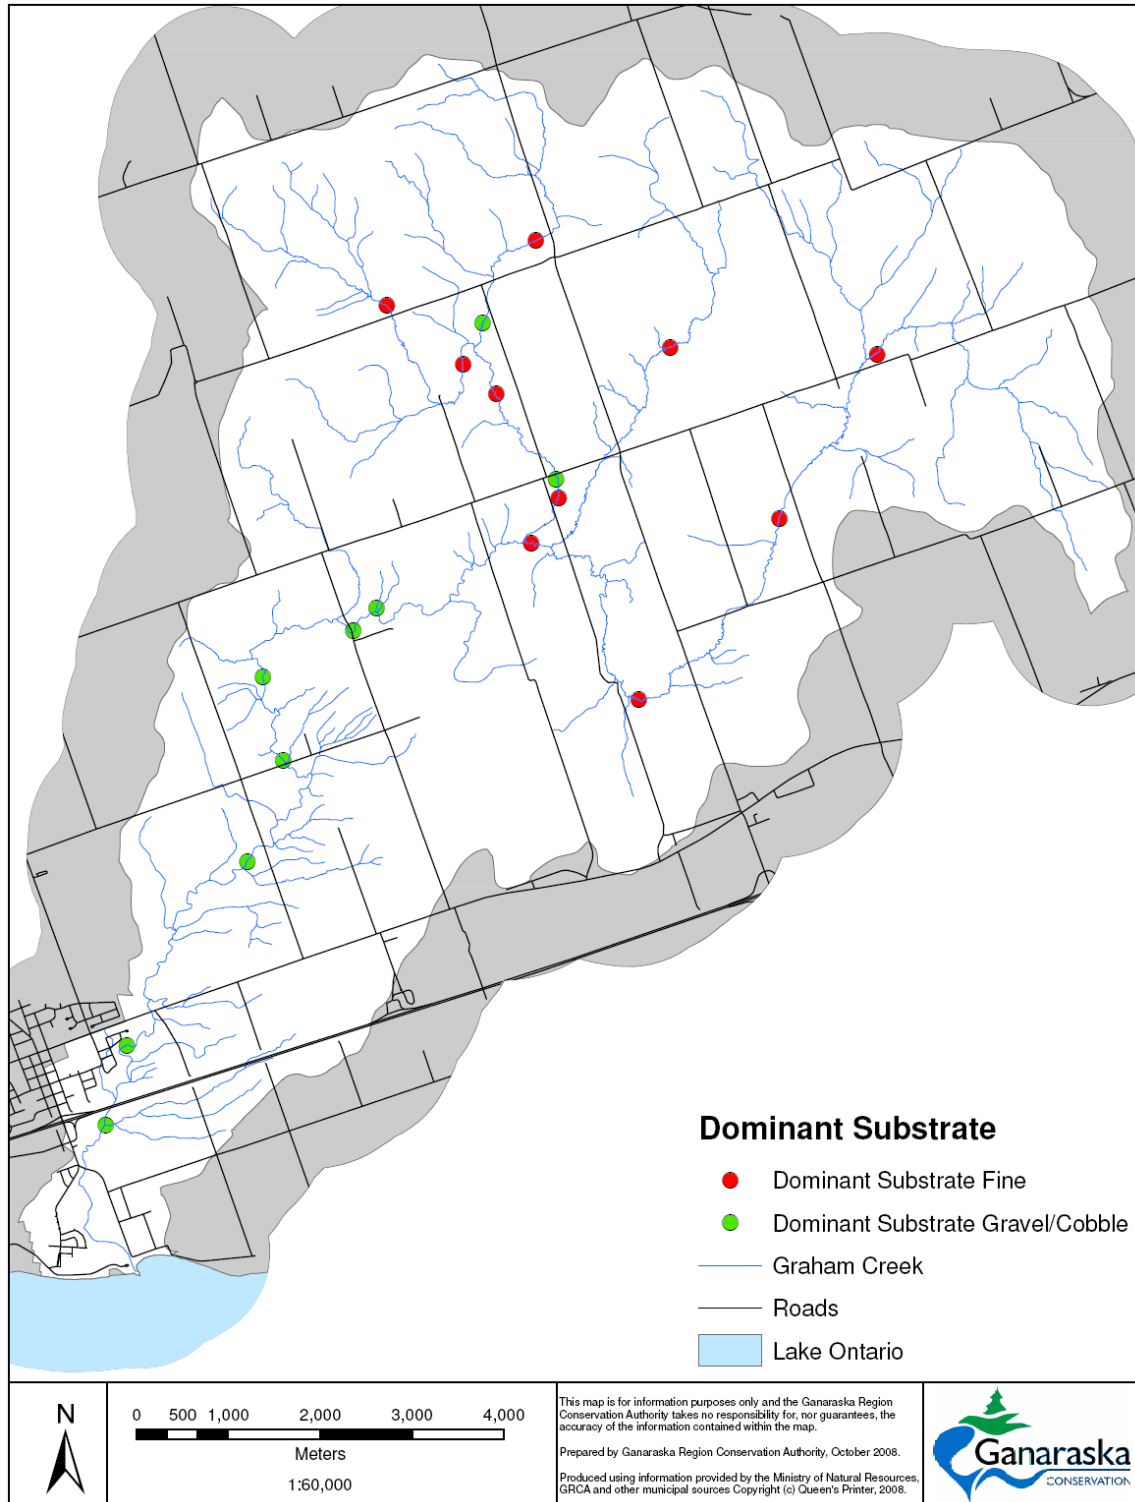 Dominant Substrate
Dominant Substrate Fine
Dominant Substrate Gravel/Cobble
Graham Creek
Roads
Lake Ontario
N
0 500 1,000 2,000 3,000 4,000
Meters
1:60,000
This map is for information purposes only and the Ganaraska Region
Conservation Authority takes no responsibility for, nor guarantees, the
accuracy of the information contained within the map.
Prepared by Ganaraska Region Conservation Authority, October 2008.
Produced using information provided by the Ministry of Natural Resources,
GRCA and other municipal sources Copyright (c) Queen's Printer, 2008.
Ganaraska
CONSERVATION